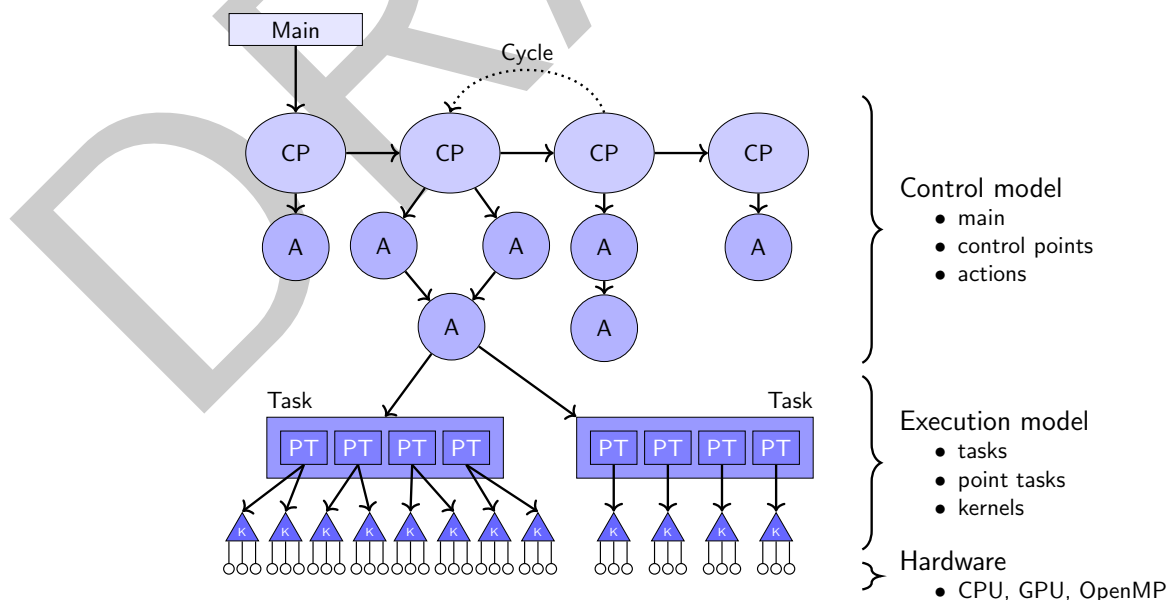 Main
Cycle
CP CP CP CP
A A A A A
A A
Control model
• main
• control points
• actions
Task Task
PT PT PT PT PT PT PT PT
K K K K K K K K K K K K
Execution model
• tasks
• point tasks
• kernels
Hardware
• CPU, GPU, OpenMP